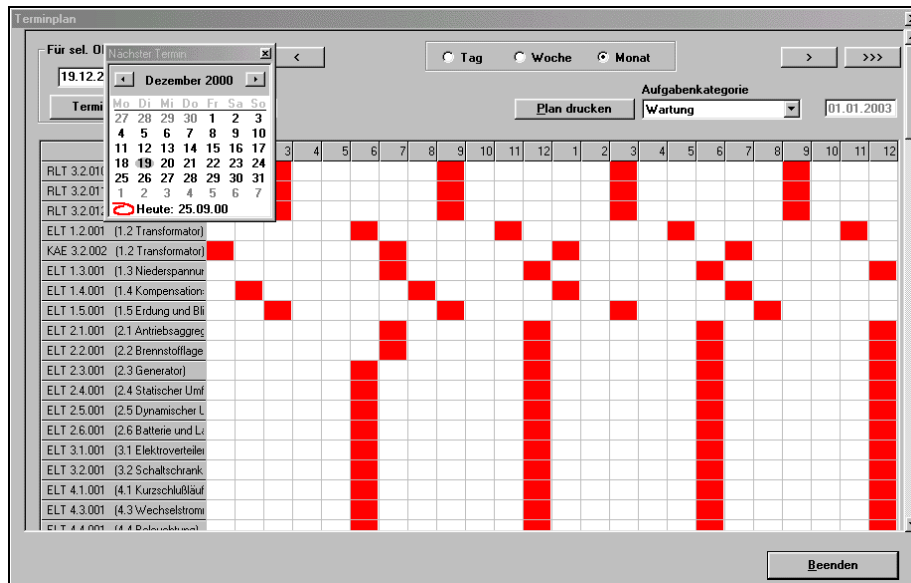 Terminplan
Für sel. O
Nächster Termin
<
Tag
Woche
Monat
>
>>>
19.12.2
Dezember 2000
Aufgabenkategorie
Termi
Plan drucken
Wartung
01.01.2003
Mo Di Mi Do Fr Sa So
27 28 29 30 1 2 3
4 5 6 7 8 9 10
11 12 13 14 15 16 17
18 19 20 21 22 23 24
25 26 27 28 29 30 31
1 2 3 4 5 6 7
Heute: 25.09.00
3 4 5 6 7 8 9 10 11 12 1 2 3 4 5 6 7 8 9 10 11 12
RLT 3.2.010
RLT 3.2.011
RLT 3.2.012
ELT 1.2.001 (1.2 Transformator)
KAE 3.2.002 (1.2 Transformator)
ELT 1.3.001 (1.3 Niederspannur
ELT 1.4.001 (1.4 Kompensation:
ELT 1.5.001 (1.5 Erdung und Bli
ELT 2.1.001 (2.1 Antriebsaggreg
ELT 2.2.001 (2.2 Brennstofflage
ELT 2.3.001 (2.3 Generator)
ELT 2.4.001 (2.4 Statischer Umf
ELT 2.5.001 (2.5 Dynamischer U
ELT 2.6.001 (2.6 Batterie und La
ELT 3.1.001 (3.1 Elektroverteiler
ELT 3.2.001 (3.2 Schaltschrank
ELT 4.1.001 (4.1 Kurzschlußläuf
ELT 4.3.001 (4.3 Wechselstrom
ELT 4.4.001 (4.4 Beleuchtung)
Beenden